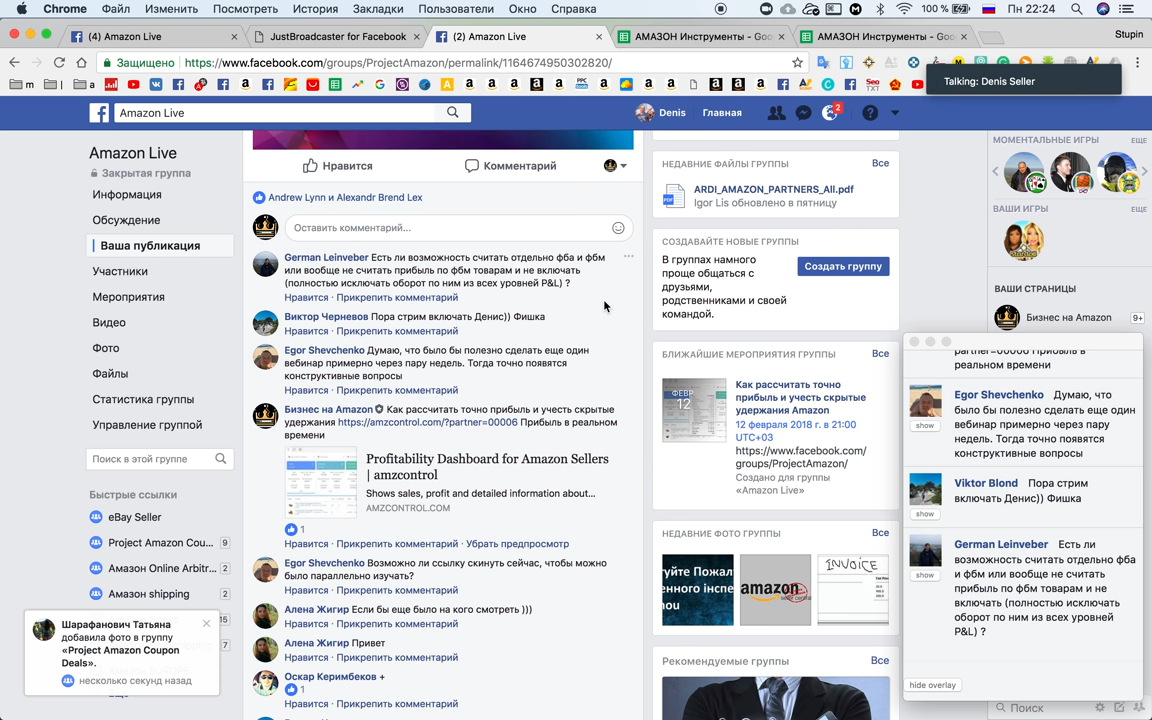 Chrome Файл Изменить Посмотреть История Закладки Пользователи Окно Справка
100 % Пн 22:24
(4) Amazon Live
JustBroadcaster for Facebook
(2) Amazon Live
АМАЗОН Инструменты - Goo
АМАЗОН Инструменты - Goo
Stupin
Защищено https://www.facebook.com/groups/ProjectAmazon/permalink/1164674950302820/
Talking: Denis Seller
Amazon Live
Denis Главная 2
Amazon Live
Закрытая группа
Информация
Обсуждение
Ваша публикация
Участники
Мероприятия
Видео
Фото
Файлы
Статистика группы
Управление группой
Поиск в этой группе
Быстрые ссылки
eBay Seller
Project Amazon Cou... 9
Амазон Online Arbitr... 2
Амазон shipping 2
15
7
Шарафанович Татьяна
добавила фото в группу
«Project Amazon Coupon
Deals».
несколько секунд назад
Нравится Комментарий
Andrew Lynn и Alexandr Brend Lex
Оставить комментарий...
German Leinveber Есть ли возможность считать отдельно фба и фбм
или вообще не считать прибыль по фбм товарам и не включать
(полностью исключать оборот по ним из всех уровней P&L) ?
Нравится · Прикрепить комментарий
Виктор Черневов Пора стрим включать Денис)) Фишка
Нравится · Прикрепить комментарий
Egor Shevchenko Думаю, что было бы полезно сделать еще один
вебинар примерно через пару недель. Тогда точно появятся
конструктивные вопросы
Нравится · Прикрепить комментарий
Бизнес на Amazon Как рассчитать точно прибыль и учесть скрытые
удержания https://amzcontrol.com/?partner=00006 Прибыль в реальном
времени
Profitability Dashboard for Amazon Sellers
| amzcontrol
Shows sales, profit and detailed information about...
AMZCONTROL.COM
1
Нравится · Прикрепить комментарий · Убрать предпросмотр
Egor Shevchenko Возможно ли ссылку скинуть сейчас, чтобы можно
было параллельно изучать?
Нравится · Прикрепить комментарий
Алена Жигир Если бы еще было на кого смотреть )))
Нравится · Прикрепить комментарий
Алена Жигир Привет
Нравится · Прикрепить комментарий
Оскар Керимбеков +
1
Нравится · Прикрепить комментарий
НЕДАВНИЕ ФАЙЛЫ ГРУППЫ Все
ARDI_AMAZON_PARTNERS_All.pdf
Igor Lis обновлено в пятницу
СОЗДАВАЙТЕ НОВЫЕ ГРУППЫ
В группах намного
проще общаться с
друзьями,
родственниками и своей
командой.
Создать группу
БЛИЖАЙШИЕ МЕРОПРИЯТИЯ ГРУППЫ Все
ФЕВР
12
Как рассчитать точно
прибыль и учесть скрытые
удержания Amazon
12 февраля 2018 г. в 21:00
UTC+03
https://www.facebook.com/
groups/ProjectAmazon/
Создано для группы
«Amazon Live»
НЕДАВНИЕ ФОТО ГРУППЫ Все
amazon
INVOICE
Рекомендуемые группы Все
МОМЕНТАЛЬНЫЕ ИГРЫ ЕЩЕ
ВАШИ ИГРЫ ЕЩЕ
ВАШИ СТРАНИЦЫ
Бизнес на Amazon 9+
реальном времени
Egor Shevchenko Думаю, что
было бы полезно сделать еще один
вебинар примерно через пару
недель. Тогда точно появятся
конструктивные вопросы
show
Viktor Blond Пора стрим
включать Денис)) Фишка
show
German Leinveber Есть ли
возможность считать отдельно фба
и фбм или вообще не считать
прибыль по фбм товарам и не
включать (полностью исключать
оборот по ним из всех уровней
P&L) ?
show
hide overlay
Поиск